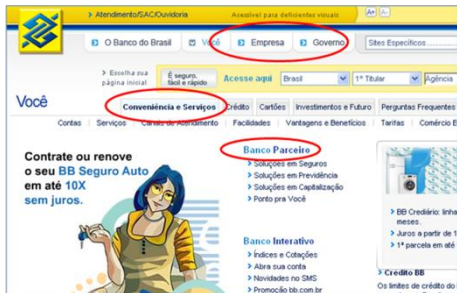 Atendimento/SAC/Ouvidoria
Acessível para deficientes visuais
A+ A-
O Banco do Brasil
Você
Empresa
Governo
Sites Específicos
Escolha sua
página inicial
É seguro,
fácil e rápido
Acesse aqui
Brasil
1º Titular
Agência
Você
Conveniência e Serviços
Crédito
Cartões
Investimentos e Futuro
Perguntas Frequentes
Contas
Serviços
Canais de Atendimento
Facilidades
Vantagens e Benefícios
Tarifas
Comércio E
Contrate ou renove
o seu BB Seguro Auto
em até 10X
sem juros.
Banco Parceiro
Soluções em Seguros
Soluções em Previdência
Soluções em Capitalização
Ponto pra Você
Banco Interativo
Índices e Cotações
Abra sua conta
Novidades no SMS
Promoção bb.com.br
BB Crediário: linha
meses.
Juros a partir de 1
1ª parcela em até
Crédito BB
Os limites de crédito do